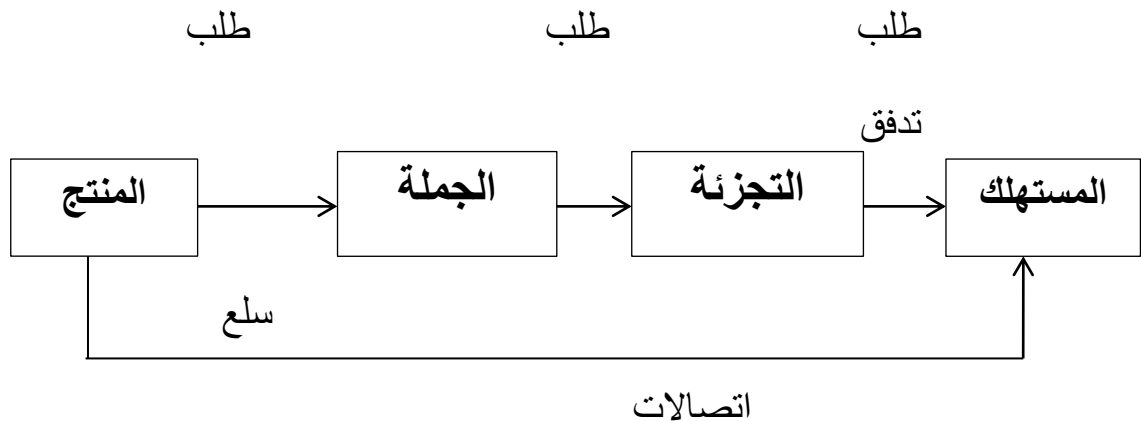 طلب طلب طلب
تدفق
المستهلك التجزئة الجملة المنتج
سلع
اتصالات